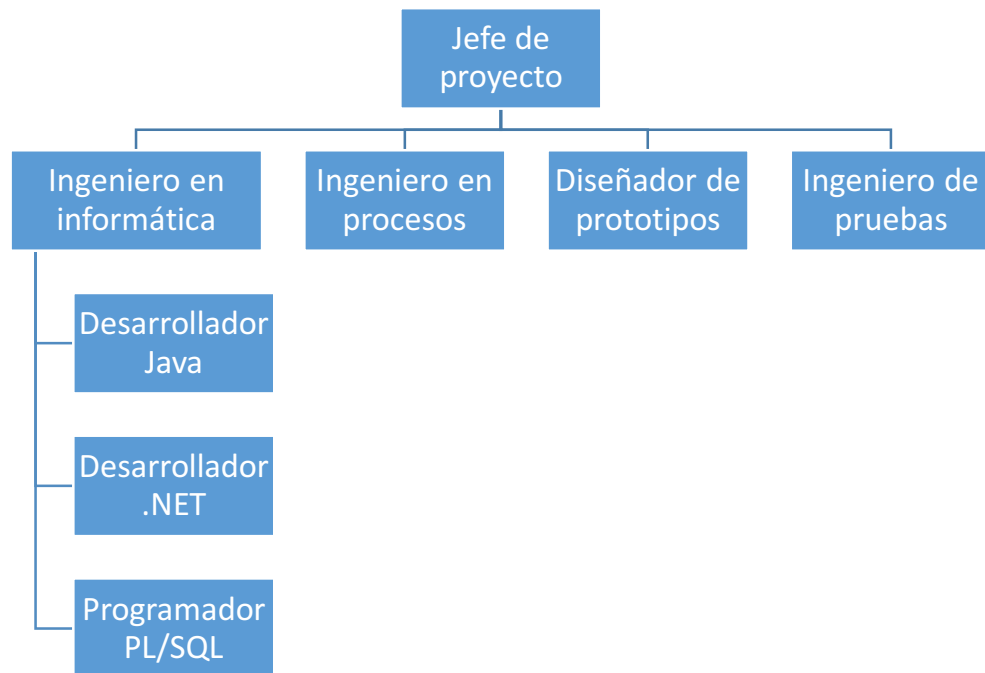 Jefe de
proyecto
Ingeniero en
informática
Ingeniero en
procesos
Diseñador de
prototipos
Ingeniero de
pruebas
Desarrollador
Java
Desarrollador
.NET
Programador
PL/SQL